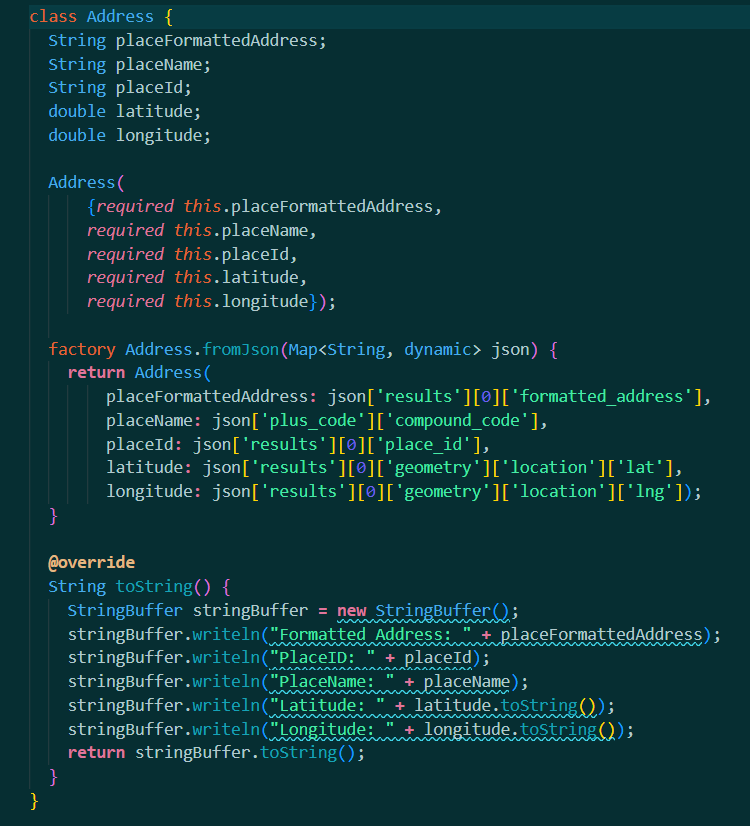 class Address {
  String placeFormattedAddress;
  String placeName;
  String placeId;
  double latitude;
  double longitude;

  Address(
      {required this.placeFormattedAddress,
      required this.placeName,
      required this.placeId,
      required this.latitude,
      required this.longitude});

  factory Address.fromJson(Map<String, dynamic> json) {
    return Address(
        placeFormattedAddress: json['results'][0]['formatted_address'],
        placeName: json['plus_code']['compound_code'],
        placeId: json['results'][0]['place_id'],
        latitude: json['results'][0]['geometry']['location']['lat'],
        longitude: json['results'][0]['geometry']['location']['lng']);
  }

  @override
  String toString() {
    StringBuffer stringBuffer = new StringBuffer();
    stringBuffer.writeln("Formatted Address: " + placeFormattedAddress);
    stringBuffer.writeln("PlaceID: " + placeId);
    stringBuffer.writeln("PlaceName: " + placeName);
    stringBuffer.writeln("Latitude: " + latitude.toString());
    stringBuffer.writeln("Longitude: " + longitude.toString());
    return stringBuffer.toString();
  }
}